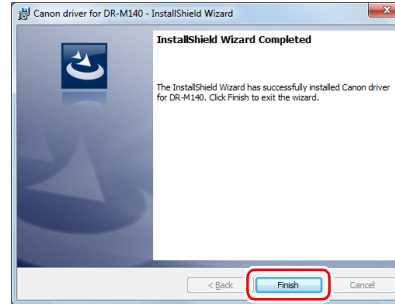 Canon driver for DR-M140 - InstallShield Wizard
InstallShield Wizard Completed
The InstallShield Wizard has successfully installed Canon driver
for DR-M140. Click Finish to exit the wizard.
< Back
Finish
Cancel